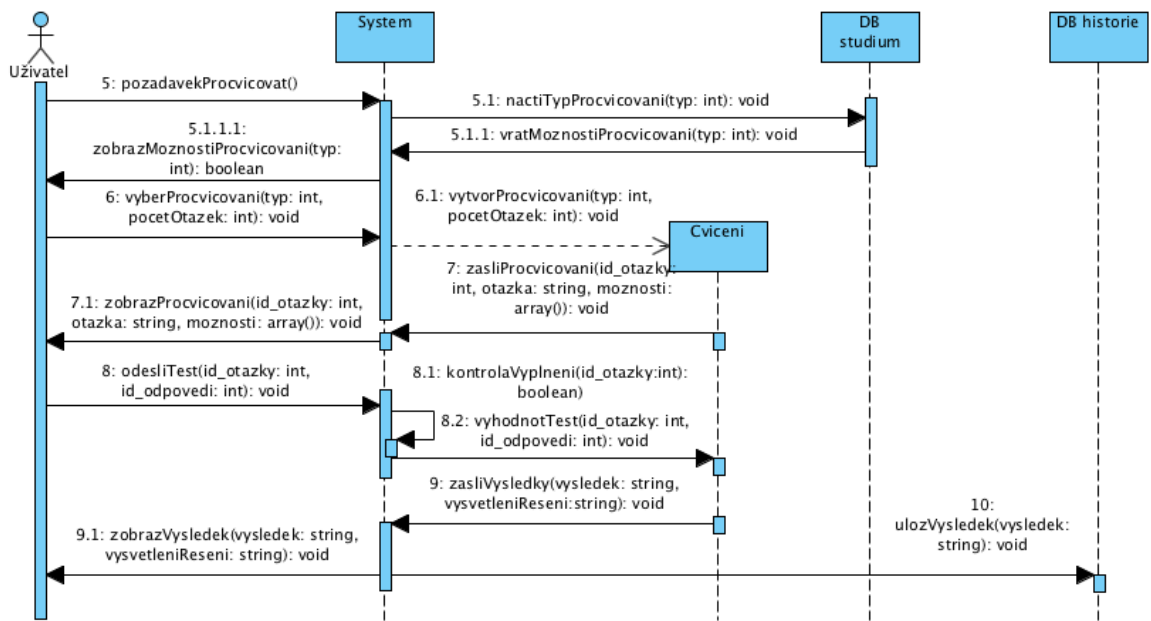 System
DB
studium
DB historie
Uživatel
5: pozadavekProcvicovat()
5.1: nactiTypProcvicovani(typ: int): void
5.1.1: vratMoznostiProcvicovani(typ: int): void
5.1.1.1:
zobrazMoznostiProcvicovani(typ:
int): boolean
6: vyberProcvicovani(typ: int,
pocetOtazek: int): void
6.1: vytvorProcvicovani(typ: int,
pocetOtazek: int): void
Cviceni
7: zasliProcvicovani(id_otazky:
int, otazka: string, moznosti:
array()): void
7.1: zobrazProcvicovani(id_otazky: int,
otazka: string, moznosti: array()): void
8: odesliTest(id_otazky: int,
id_odpovedi: int): void
8.1: kontrolaVyplneni(id_otazky:int):
boolean)
8.2: vyhodnotTest(id_otazky: int,
id_odpovedi: int): void
9: zasliVysledky(vysledek: string,
vysvetleniReseni:string): void
9.1: zobrazVysledek(vysledek: string,
vysvetleniReseni: string): void
10:
ulozVysledek(vysledek:
string): void